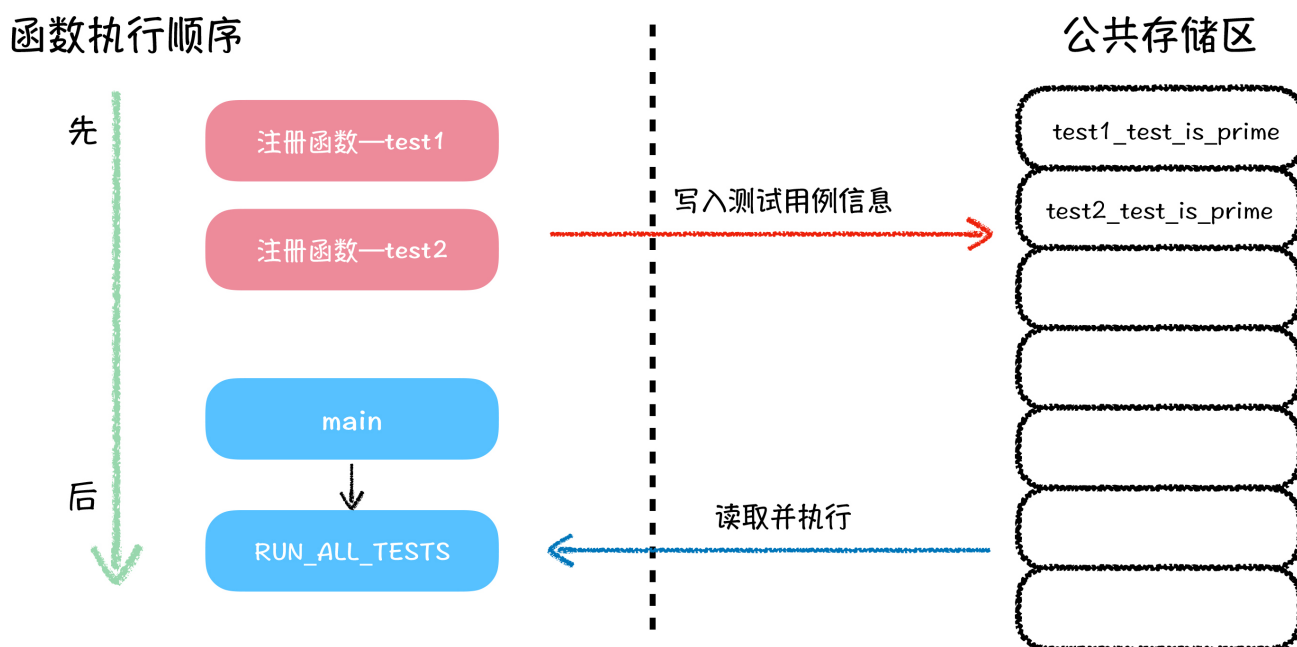 函数执行顺序
公共存储区
先
注册函数—test1
test1_test_is_prime
写入测试用例信息
test2_test_is_prime
注册函数—test2
main
后
读取并执行
RUN_ALL_TESTS